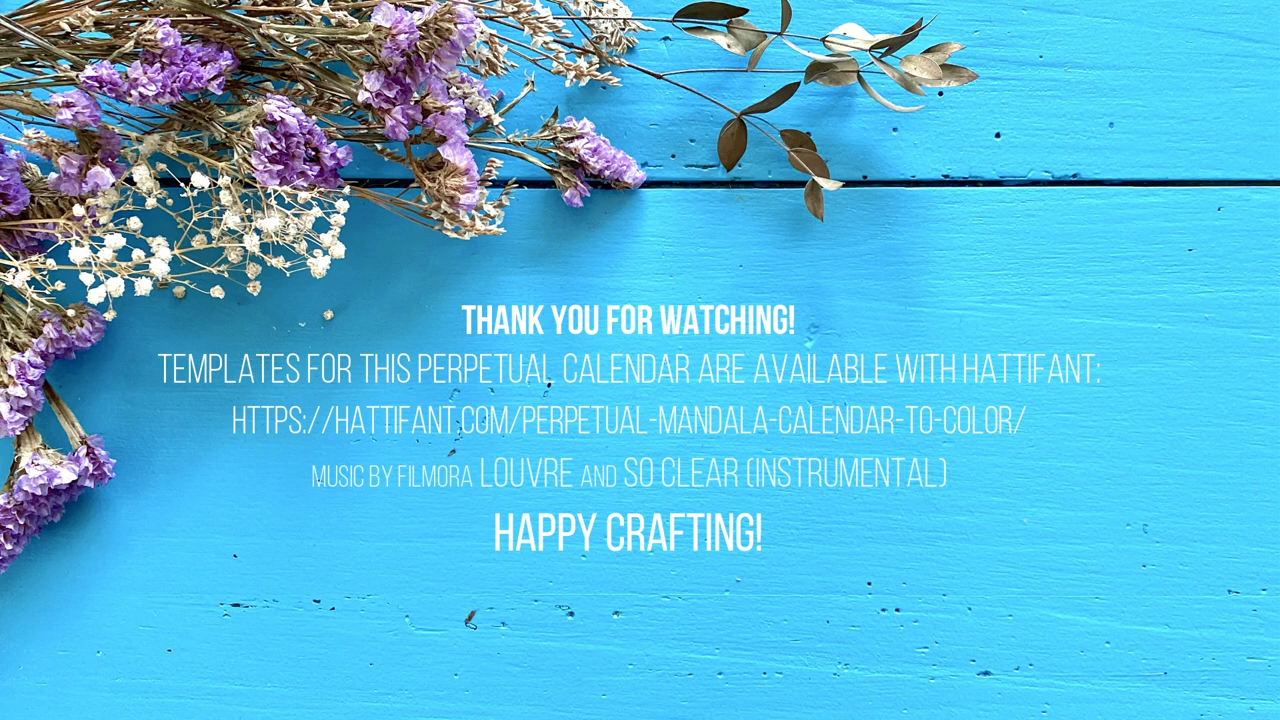 THANK YOU FOR WATCHING!
TEMPLATES FOR THIS PERPETUAL CALENDAR ARE AVAILABLE WITH HATTIFANT:
HTTPS://HATTIFANT.COM/PERPETUAL-MANDALA-CALENDAR-TO-COLOR/
MUSIC BY FILMORA LOUVRE AND SO CLEAR (INSTRUMENTAL)
HAPPY CRAFTING!